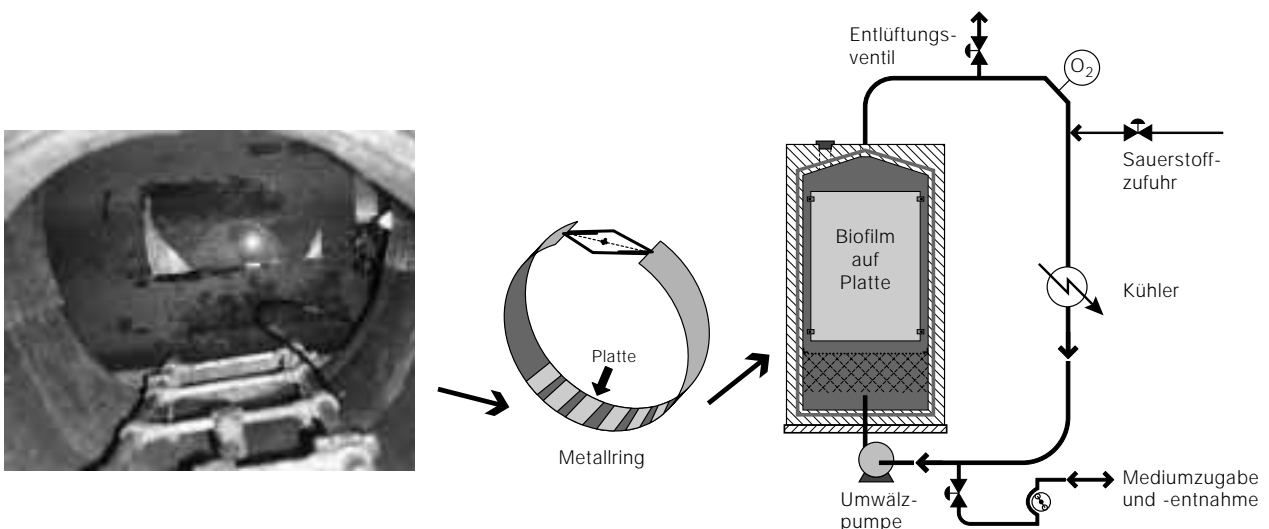 Entlüftungs-
ventil
O2
Sauerstoff-
zufuhr
Biofilm
auf
Platte
Kühler
Platte
Metallring
Umwälz-
pumpe
Mediumzugabe
und -entnahme